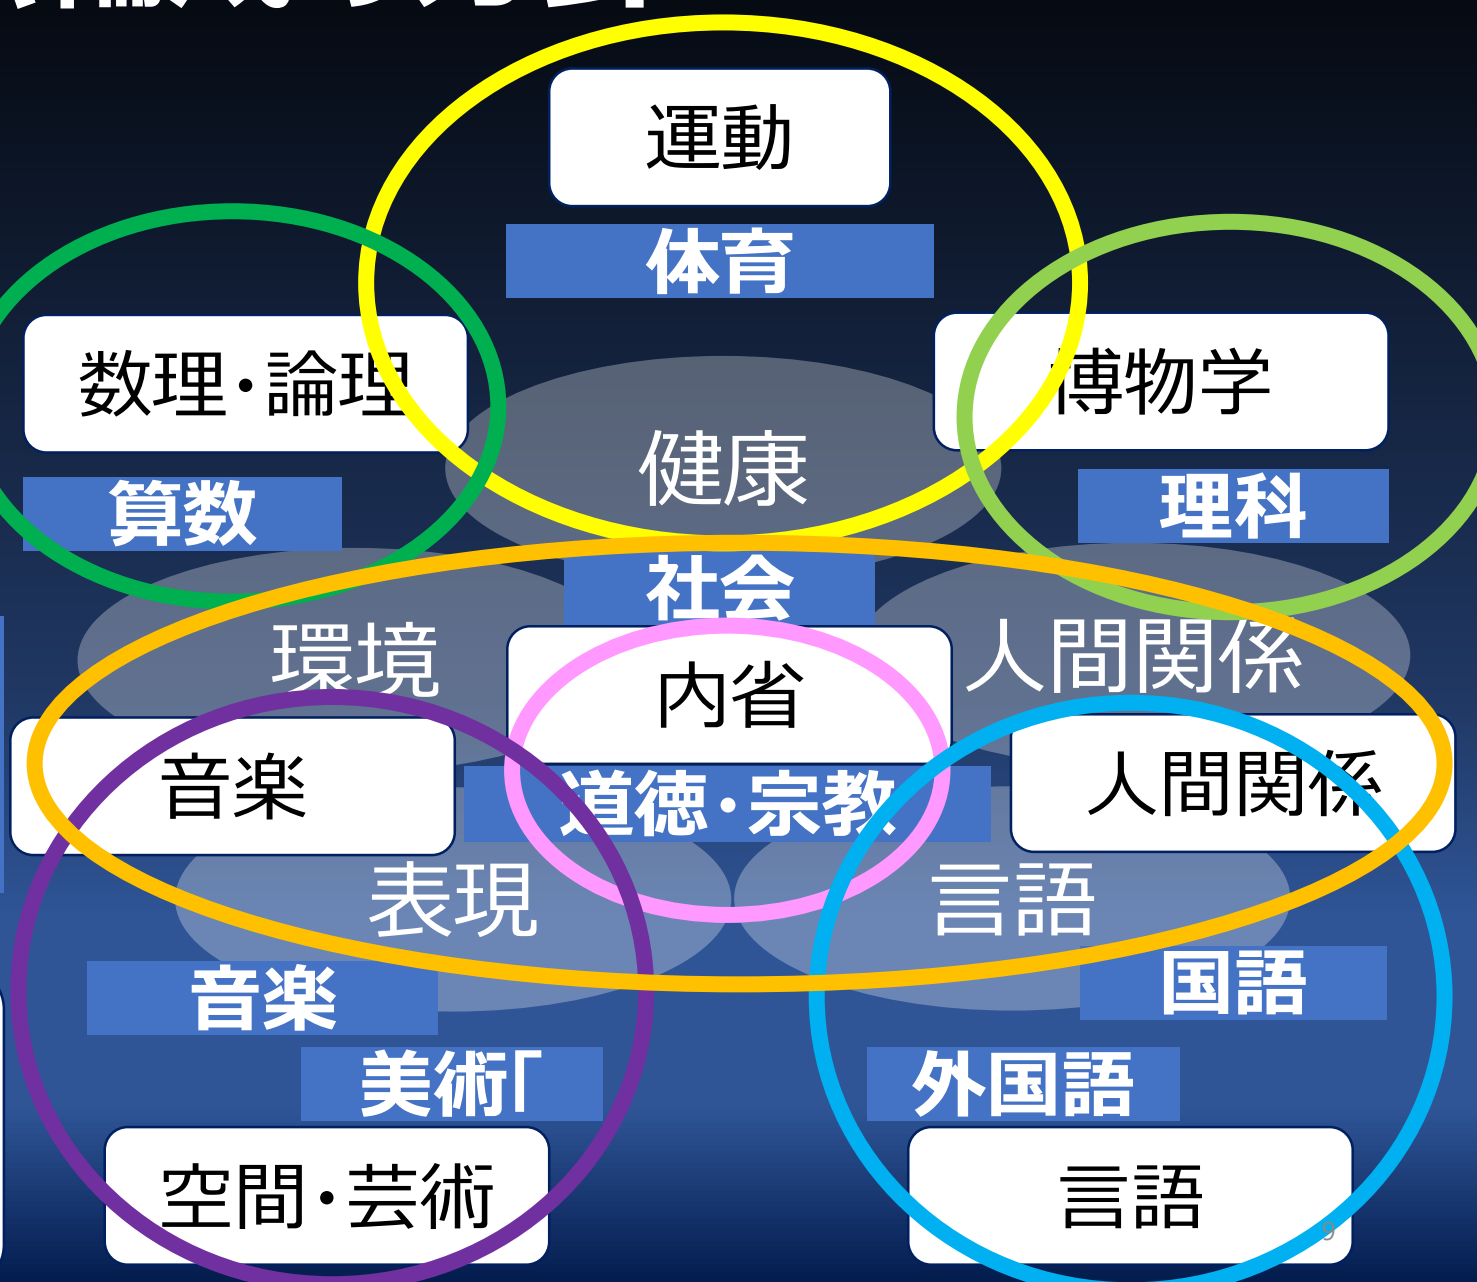 運動
体育
数理・論理
博物学
健康
算数
理科
社会
環境
人間関係
内省
音楽
人間関係
道徳・宗教
表現
言語
音楽
国語
美術「
外国語
空間・芸術
言語
9